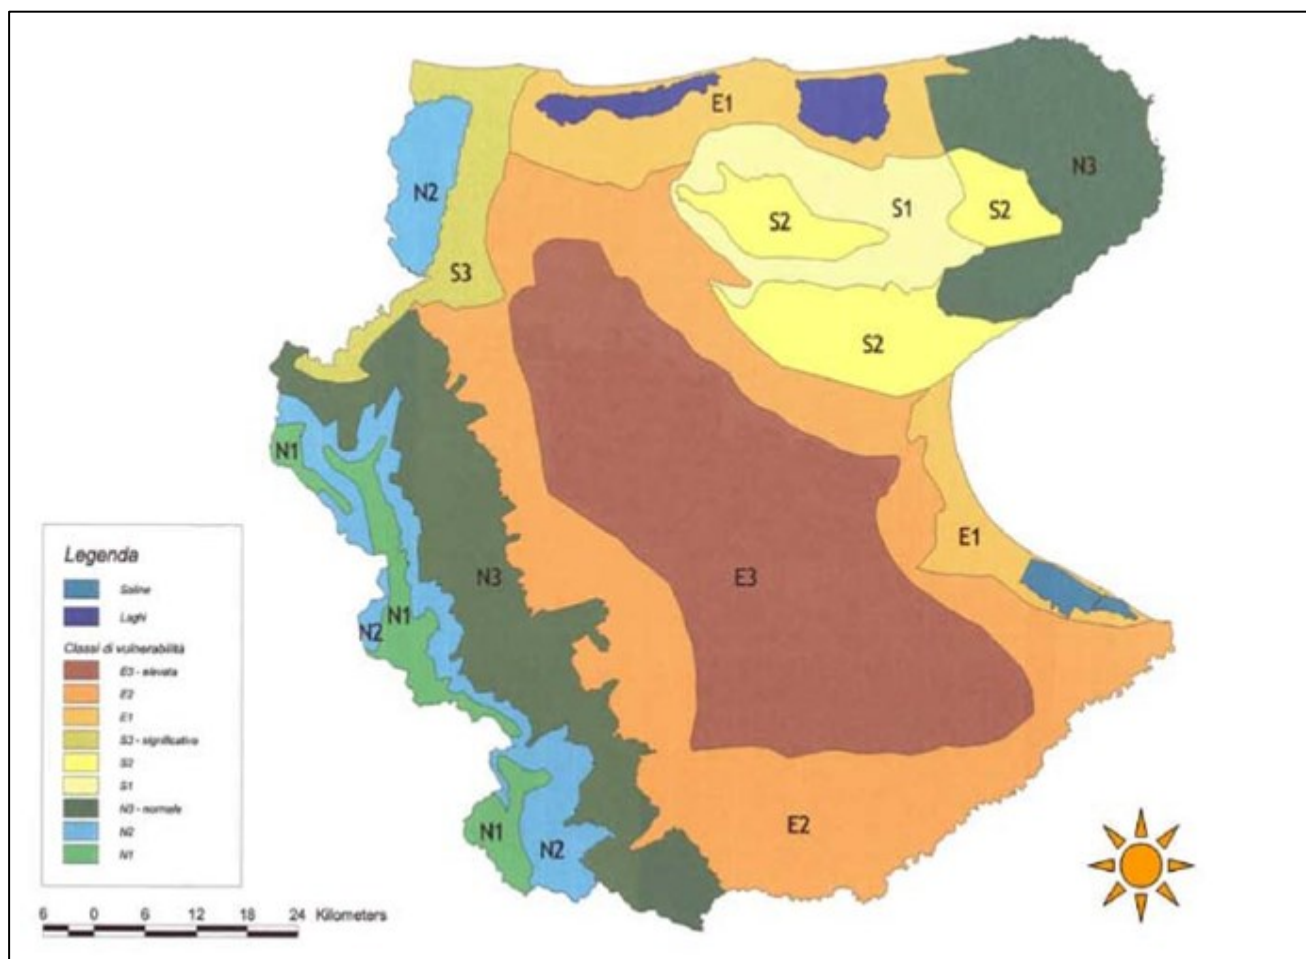 E1
N3
N2
S1
S2
S2
S3
S2
N1
E1
N3
E3
N1
N2
E2
N1
N2
Legenda
Saline
Laghi
Classi di vulnerabilità
E3 - elevata
E2
E1
S3 - significativo
S2
S1
N3 - normale
N2
N1
6 0 6 12 18 24 Kilometers